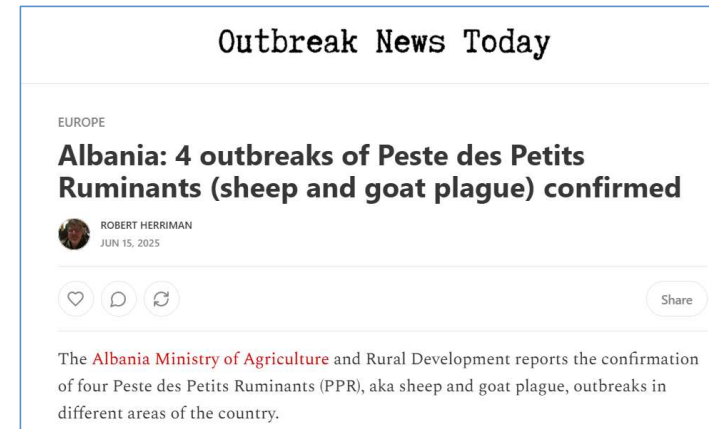 Outbreak News Today
EUROPE
Albania: 4 outbreaks of Peste des Petits
Ruminants (sheep and goat plague) confirmed
ROBERT HERRIMAN
JUN 15, 2025
Share
The Albania Ministry of Agriculture and Rural Development reports the confirmation
of four Peste des Petits Ruminants (PPR), aka sheep and goat plague, outbreaks in
different areas of the country.